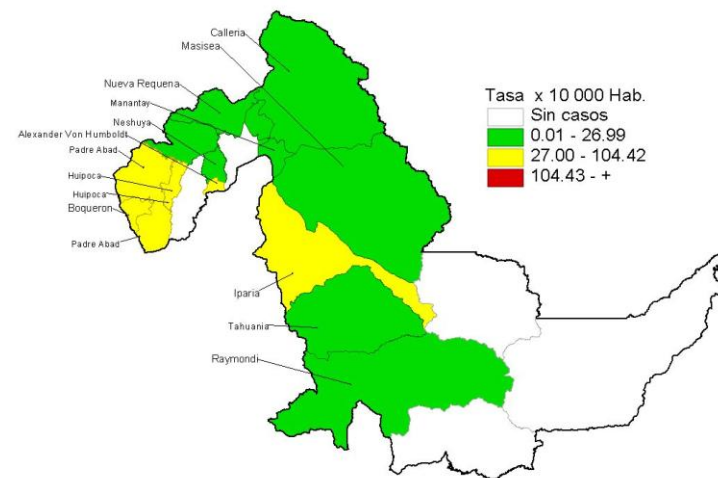 Calleria
Masisea
Nueva Requena
Manantay
Neshuya
Alexander Von Humboldt
Padre Abad
Huipoca
Huipoca
Boqueron
Padre Abad
Iparia
Tahuania
Raymondi
Tasa x 10 000 Hab.
Sin casos
0.01 - 26.99
27.00 - 104.42
104.43 - +